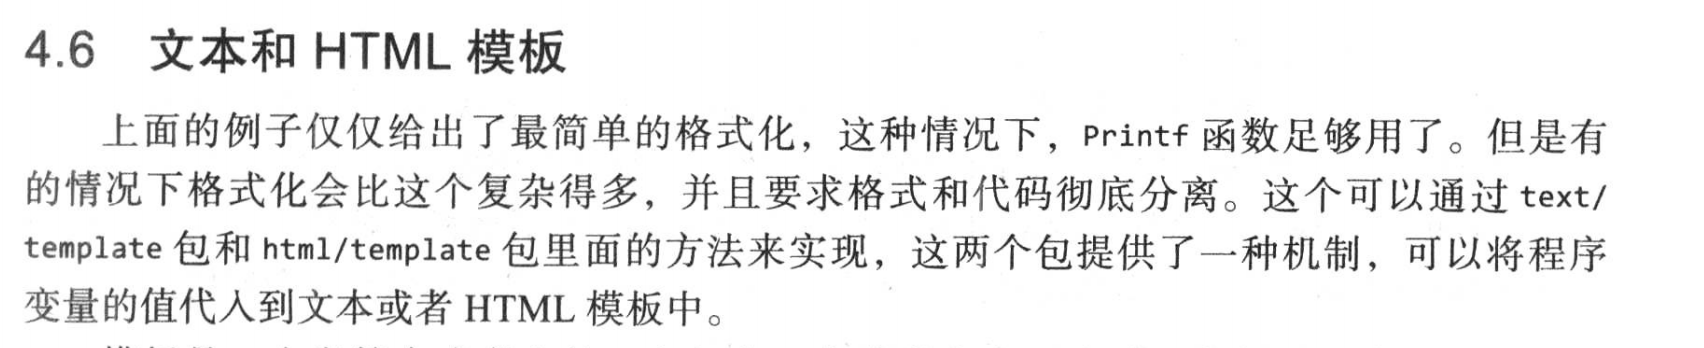 4.6 文本和 HTML 模板
上面的例子仅仅给出了最简单的格式化，这种情况下，Printf 函数足够用了。但是有
的情况下格式化会比这个复杂得多，并且要求格式和代码彻底分离。这个可以通过 text/
template 包和 html/template 包里面的方法来实现，这两个包提供了一种机制，可以将程序
变量的值代入到文本或者 HTML 模板中。